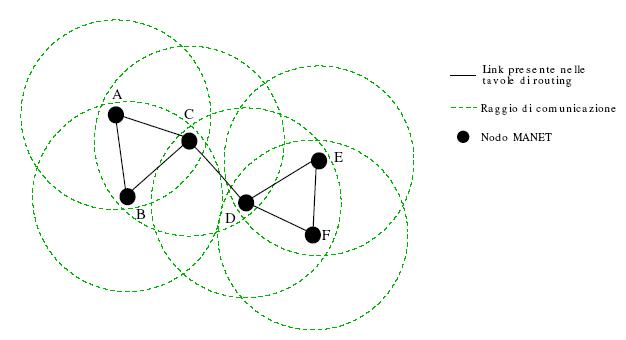 A
C
B
D
E
F
Link presente nelle
tavole di routing
Raggio di comunicazione
Nodo MANET